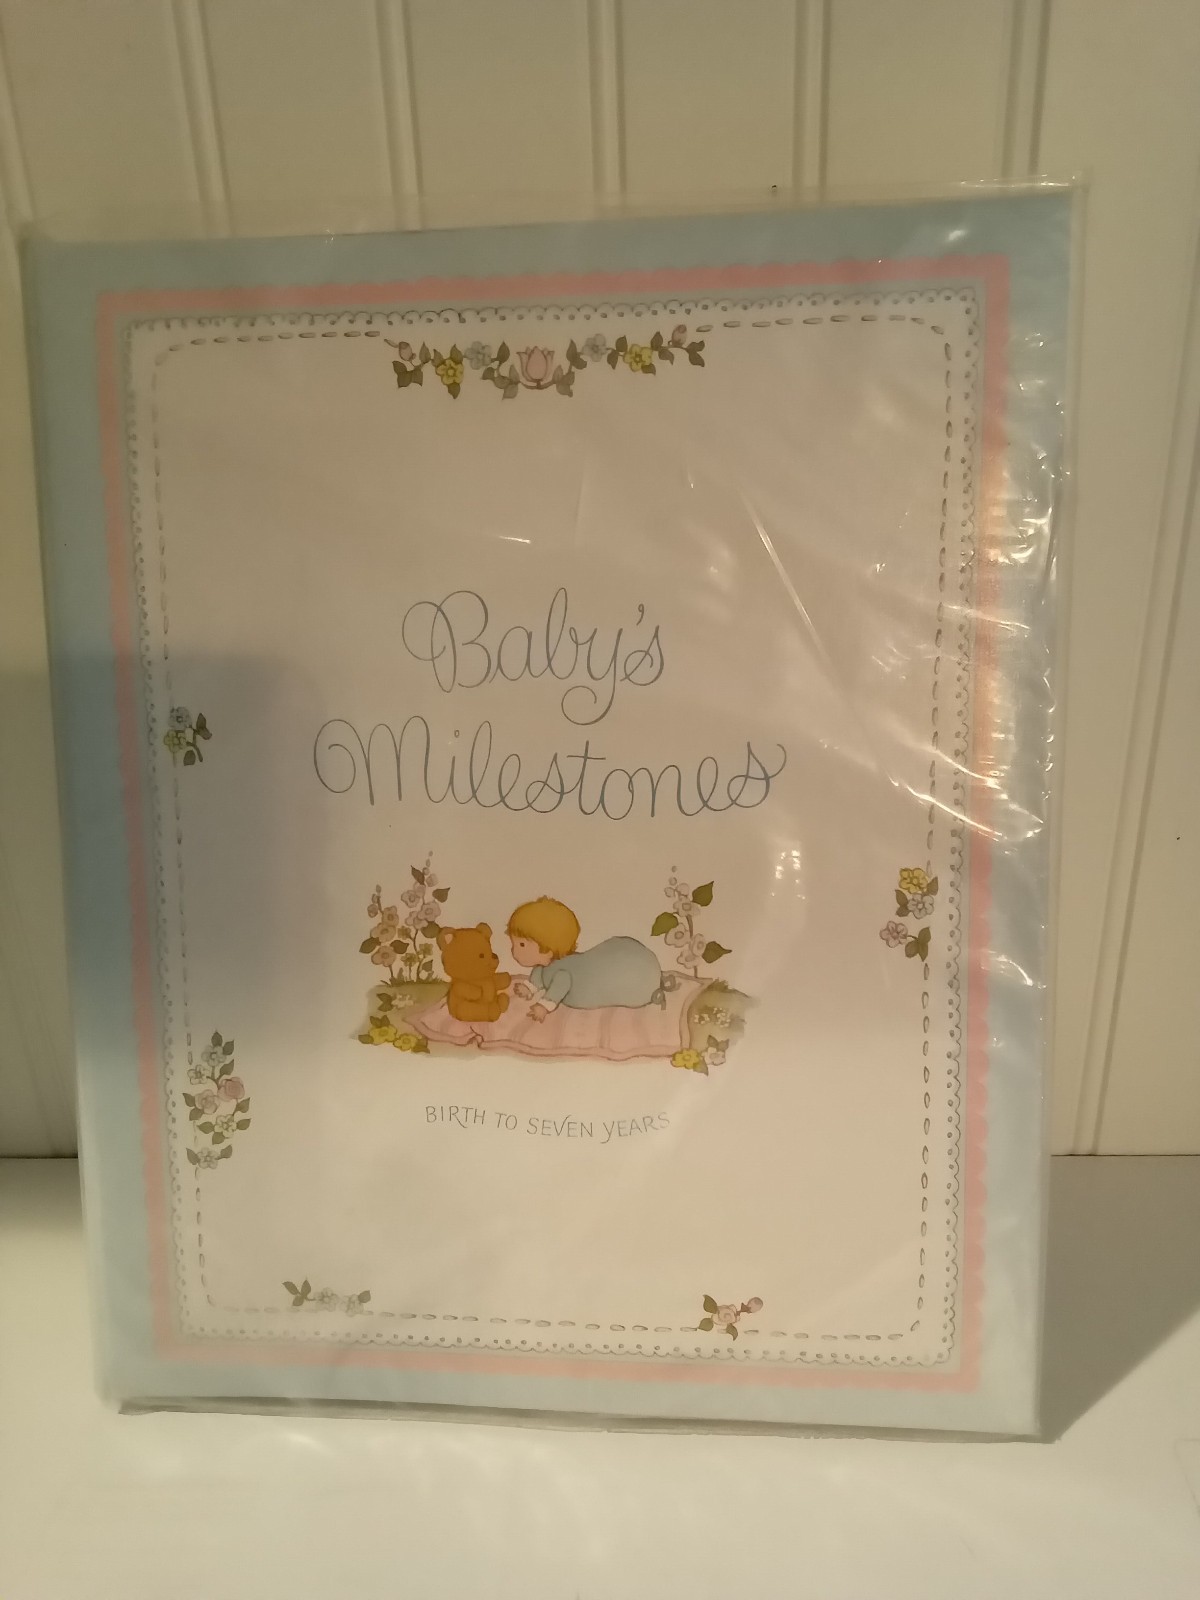 Baby's
Milestones
BIRTH TO SEVEN YEARS